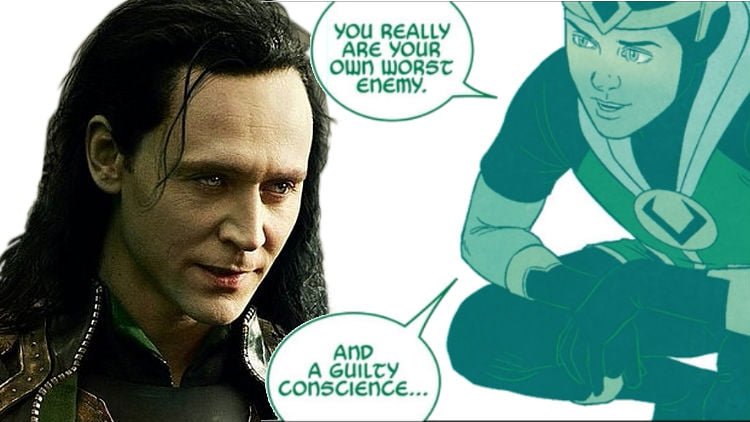 YOU REALLY
ARE YOUR
OWN WORST
ENEMY.
AND
A GUILTY
CONSCIENCE...